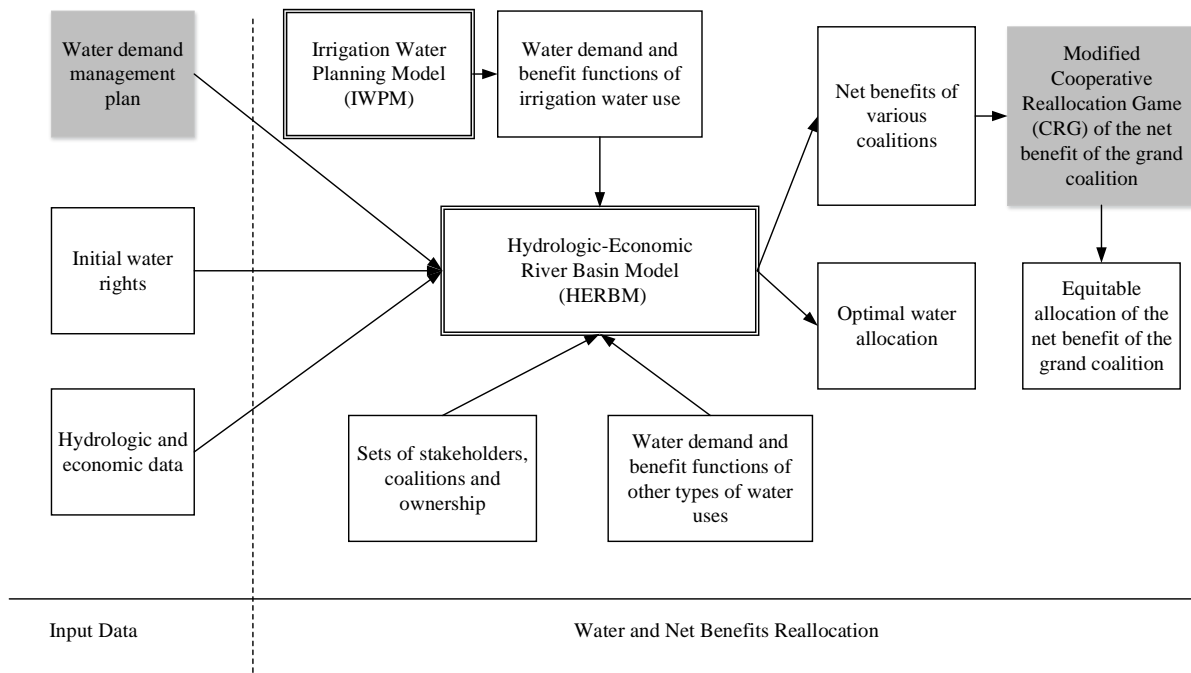 Water demand
management
plan
Irrigation Water
Planning Model
(IWPM)
Water demand and
benefit functions of
irrigation water use
Net benefits of
various
coalitions
Modified
Cooperative
Reallocation Game
(CRG) of the net
benefit of the grand
coalition
Initial water
rights
Hydrologic-Economic
River Basin Model
(HERBM)
Optimal water
allocation
Equitable
allocation of the
net benefit of the
grand coalition
Hydrologic and
economic data
Sets of stakeholders,
coalitions and
ownership
Water demand and
benefit functions of
other types of water
uses
Input Data
Water and Net Benefits Reallocation